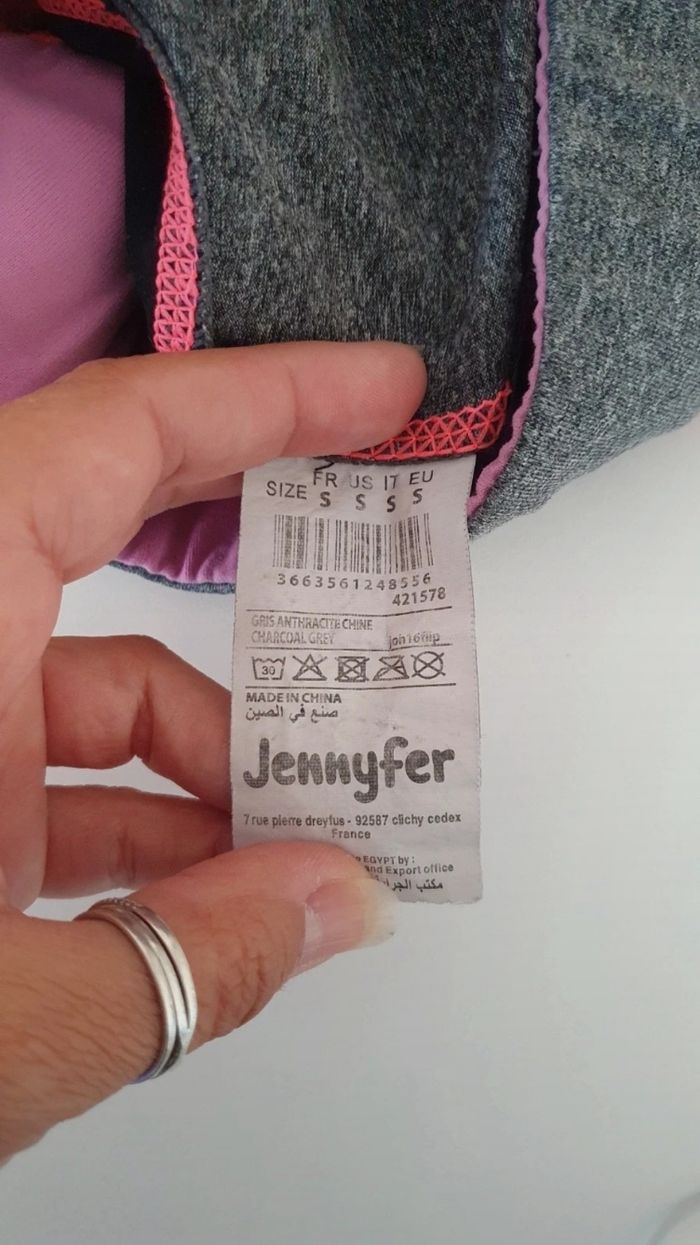 FR US IT EU
SIZE S S S S
3663561248556
421578
GRIS ANTHRACITE CHINE
CHARCOAL GREY
30
MADE IN CHINA
صنع في الصين
Jennyfer
7 rue pierre dreyfus - 92587 clichy cedex
France
EGYPT by :
and Export office
مكتب